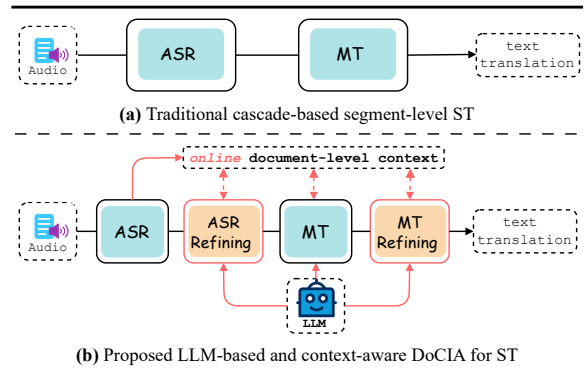 Audio
ASR
MT
text
translation
(a) Traditional cascade-based segment-level ST
online document-level context
Audio
ASR
ASR
Refining
MT
MT
Refining
text
translation
LLM
(b) Proposed LLM-based and context-aware DoCIA for ST